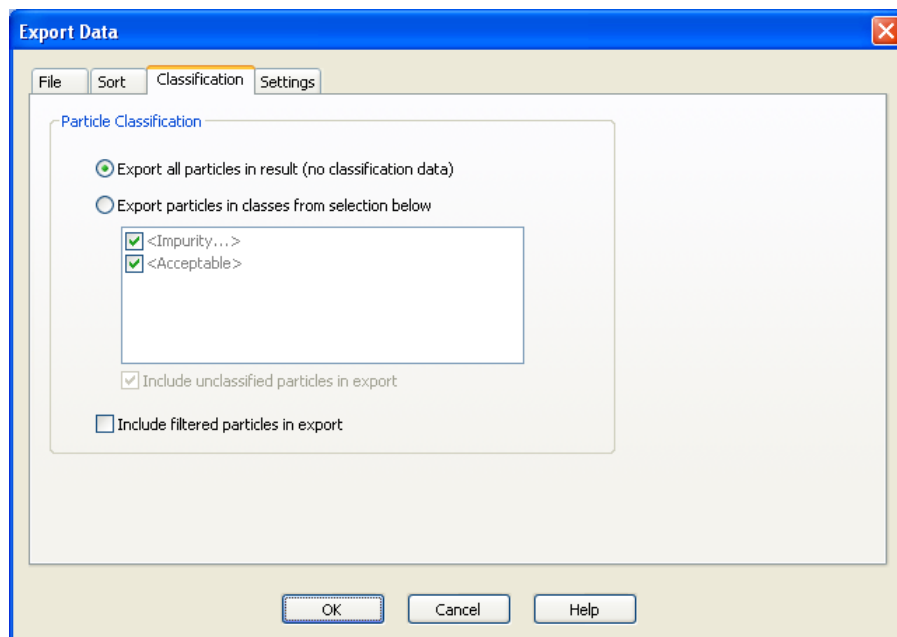 Export Data
File Sort Classification Settings
Particle Classification
Export all particles in result (no classification data)
Export particles in classes from selection below
<Impurity...>
<Acceptable>
Include unclassified particles in export
Include filtered particles in export
OK Cancel Help